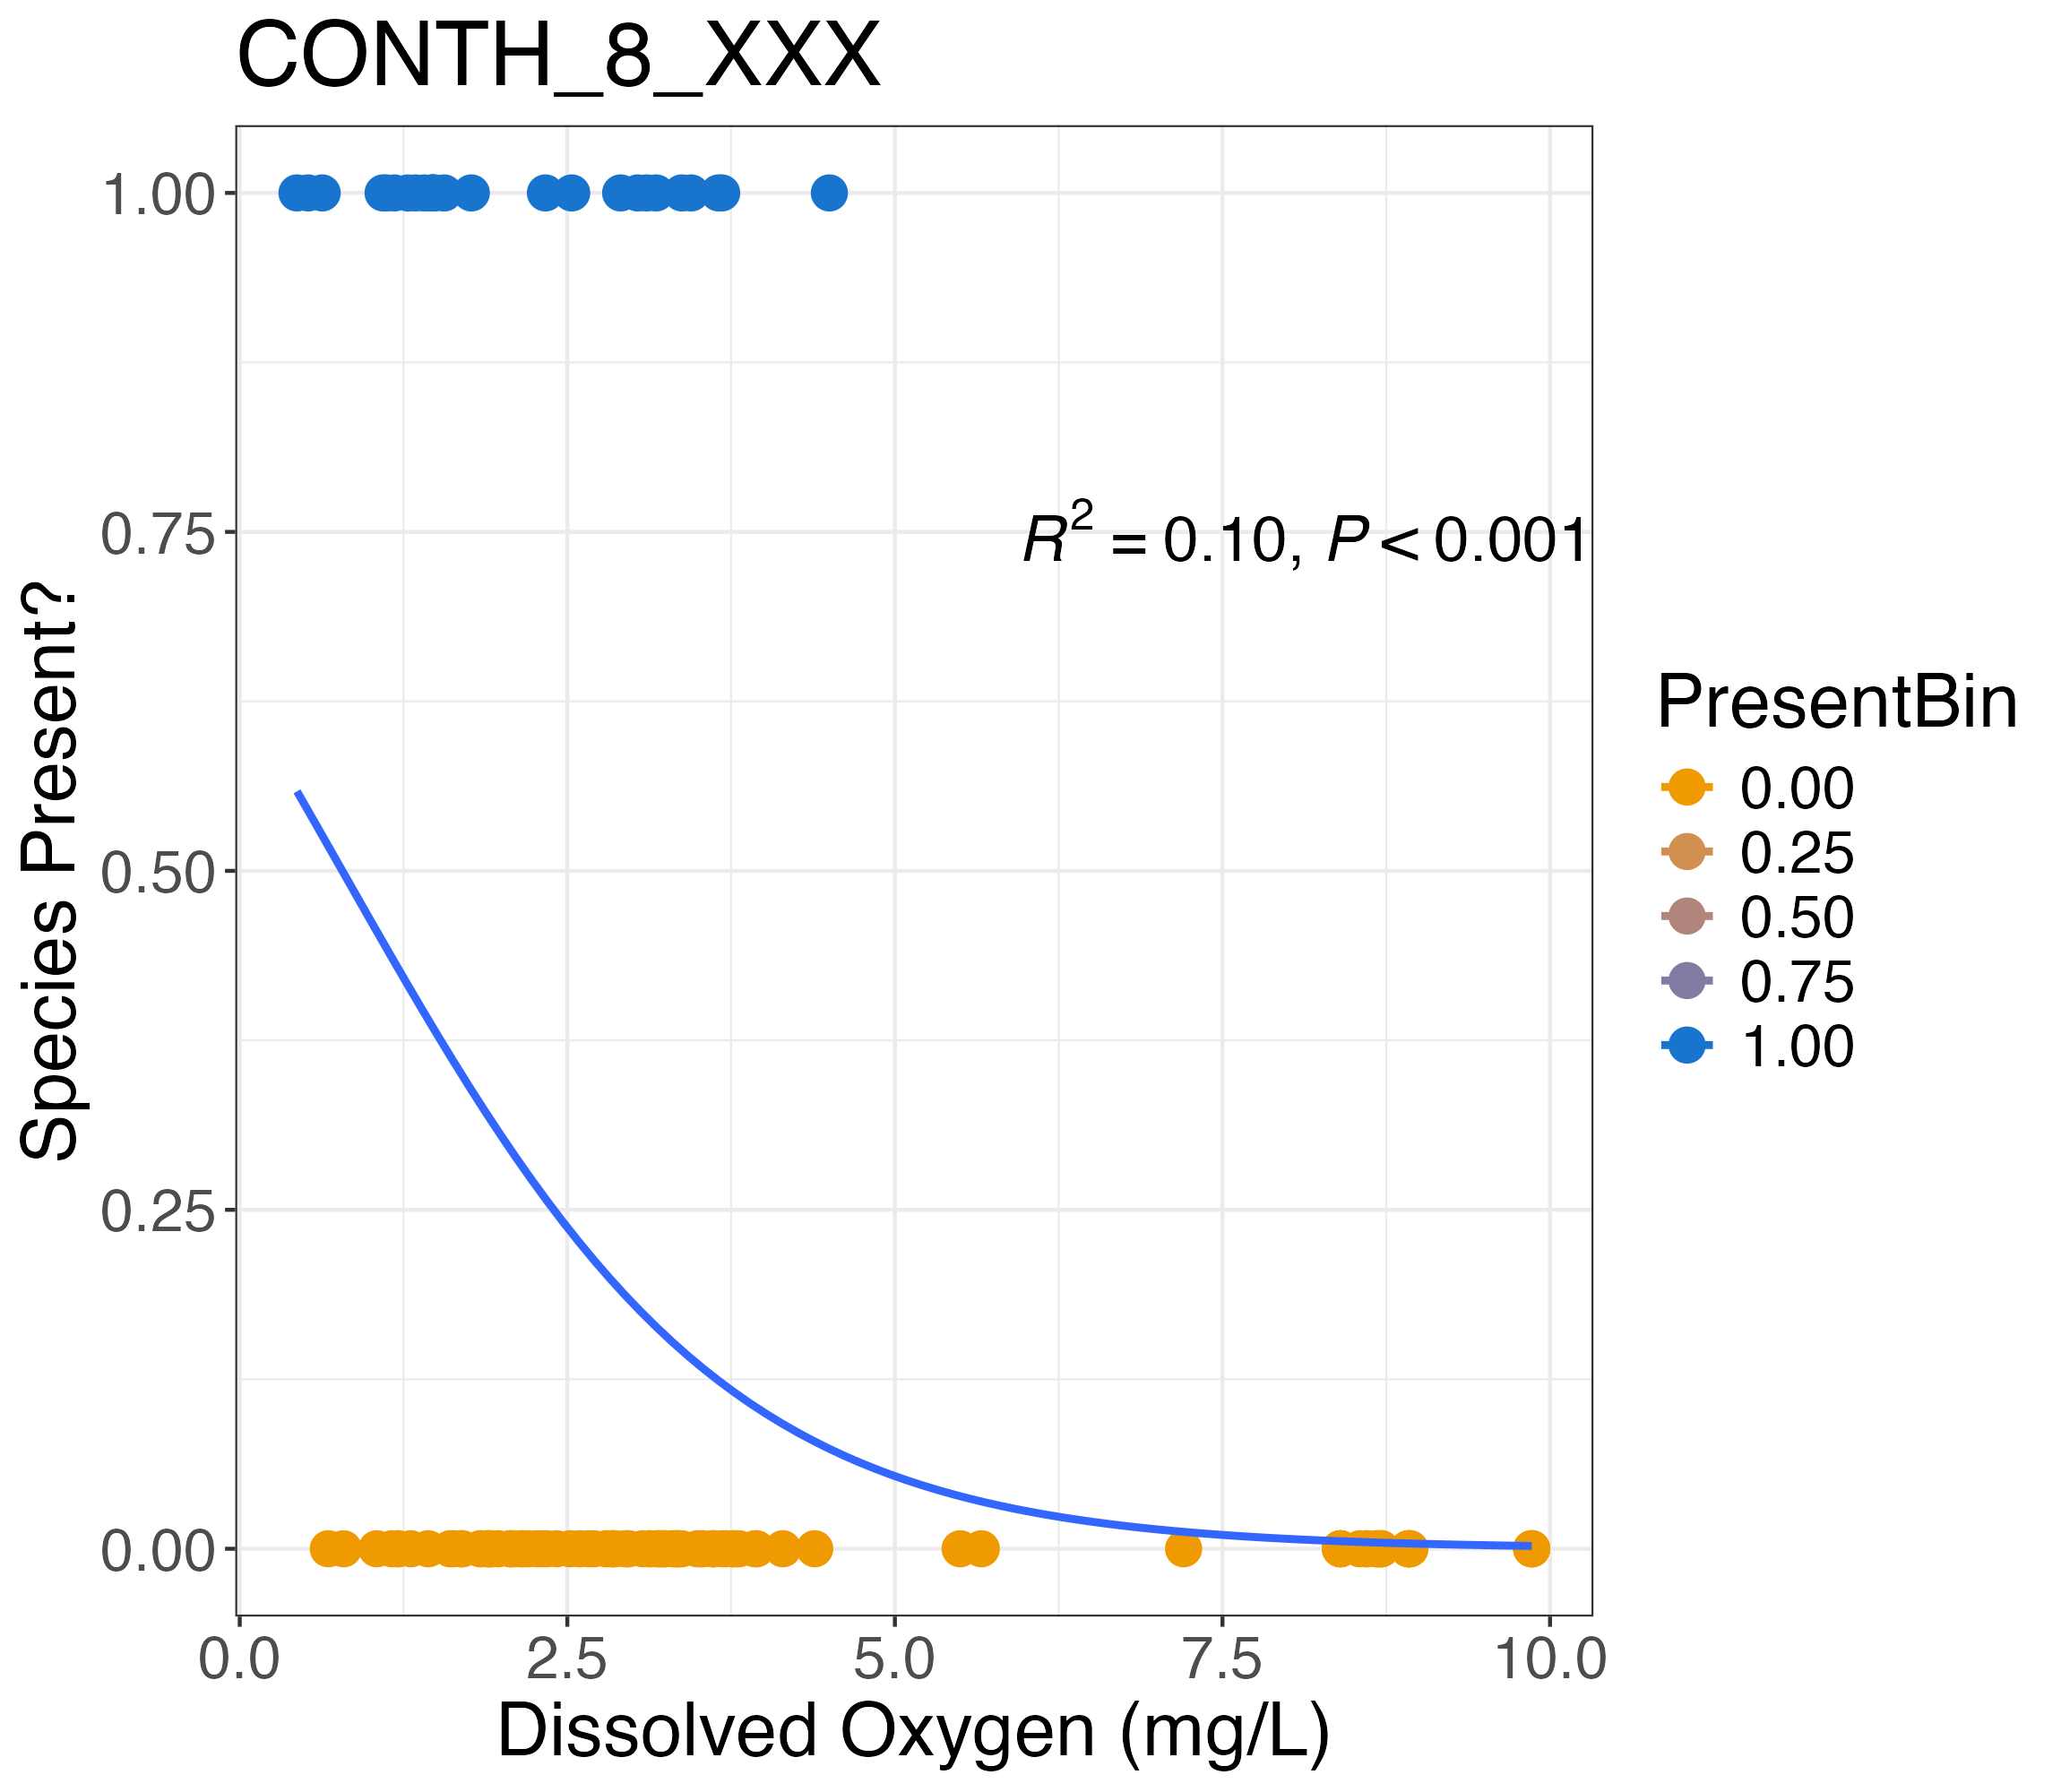 CONTH_8_XXX
1.00
0.75
0.50
0.25
0.00
Species Present?
R² = 0.10, P < 0.001
0.0 2.5 5.0 7.5 10.0
Dissolved Oxygen (mg/L)
PresentBin
0.00
0.25
0.50
0.75
1.00